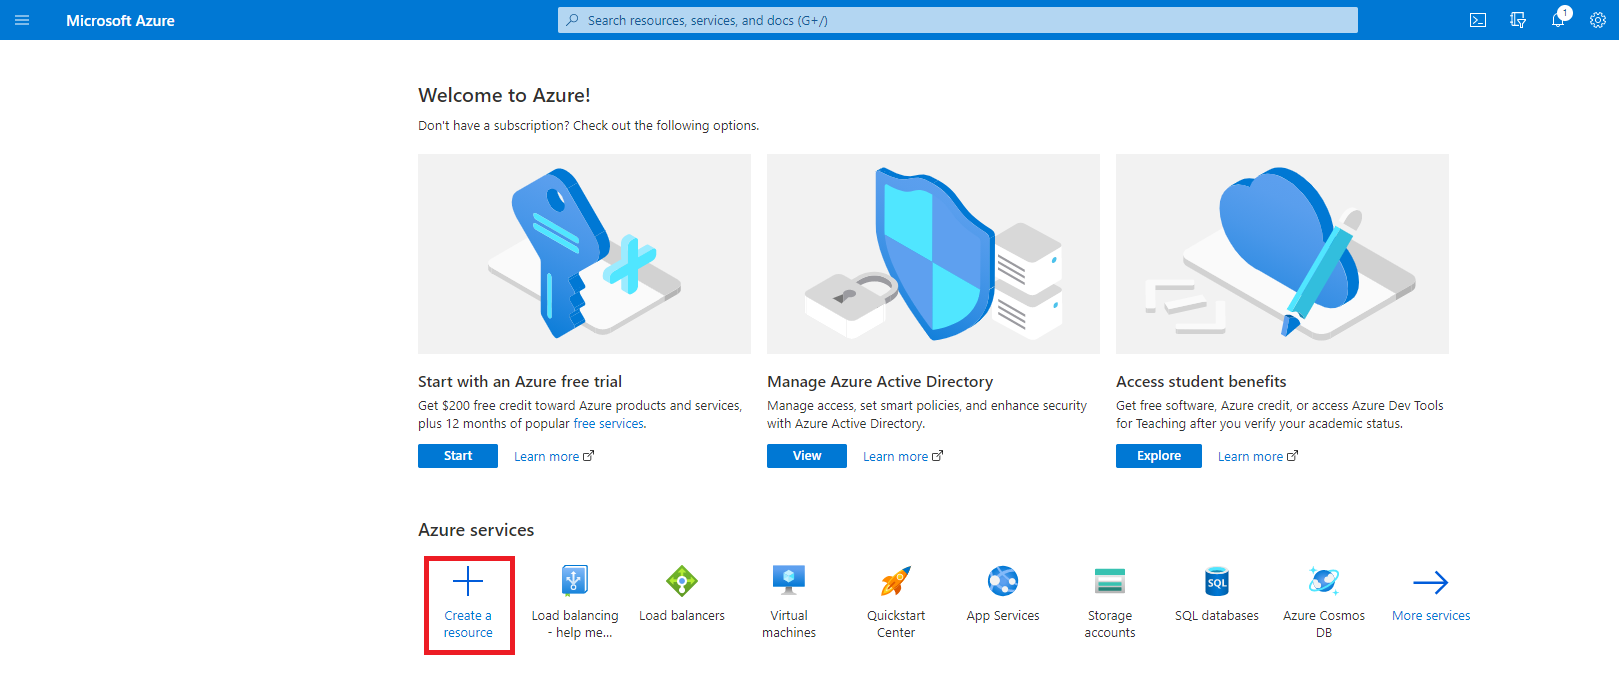 Microsoft Azure
Search resources, services, and docs (G+/)
1
Welcome to Azure!
Don't have a subscription? Check out the following options.
Start with an Azure free trial
Get $200 free credit toward Azure products and services,
plus 12 months of popular free services.
Start
Learn more
Manage Azure Active Directory
Manage access, set smart policies, and enhance security
with Azure Active Directory.
View
Learn more
Access student benefits
Get free software, Azure credit, or access Azure Dev Tools
for Teaching after you verify your academic status.
Explore
Learn more
Azure services
Create a
resource
Load balancing
- help me...
Load balancers
Virtual
machines
Quickstart
Center
App Services
Storage
accounts
SQL
SQL databases
Azure Cosmos
DB
More services